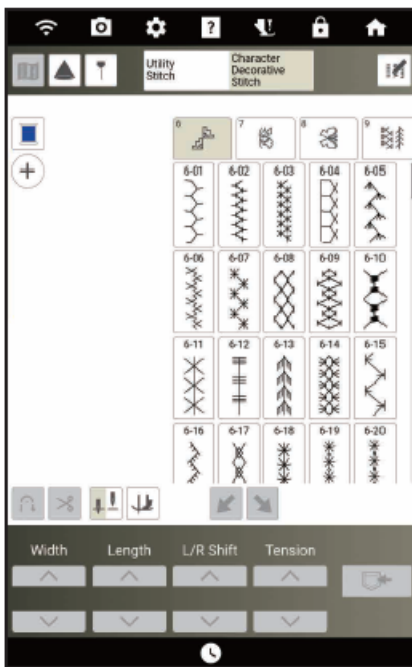 ?
Utility
Stitch
Character
Decorative
Stitch
6
7
8
9
6-01
6-02
6-03
6-04
6-05
6-06
6-07
6-08
6-09
6-10
6-11
6-12
6-13
6-14
6-15
6-16
6-17
6-18
6-19
6-20
Width
Length
L/R Shift
Tension